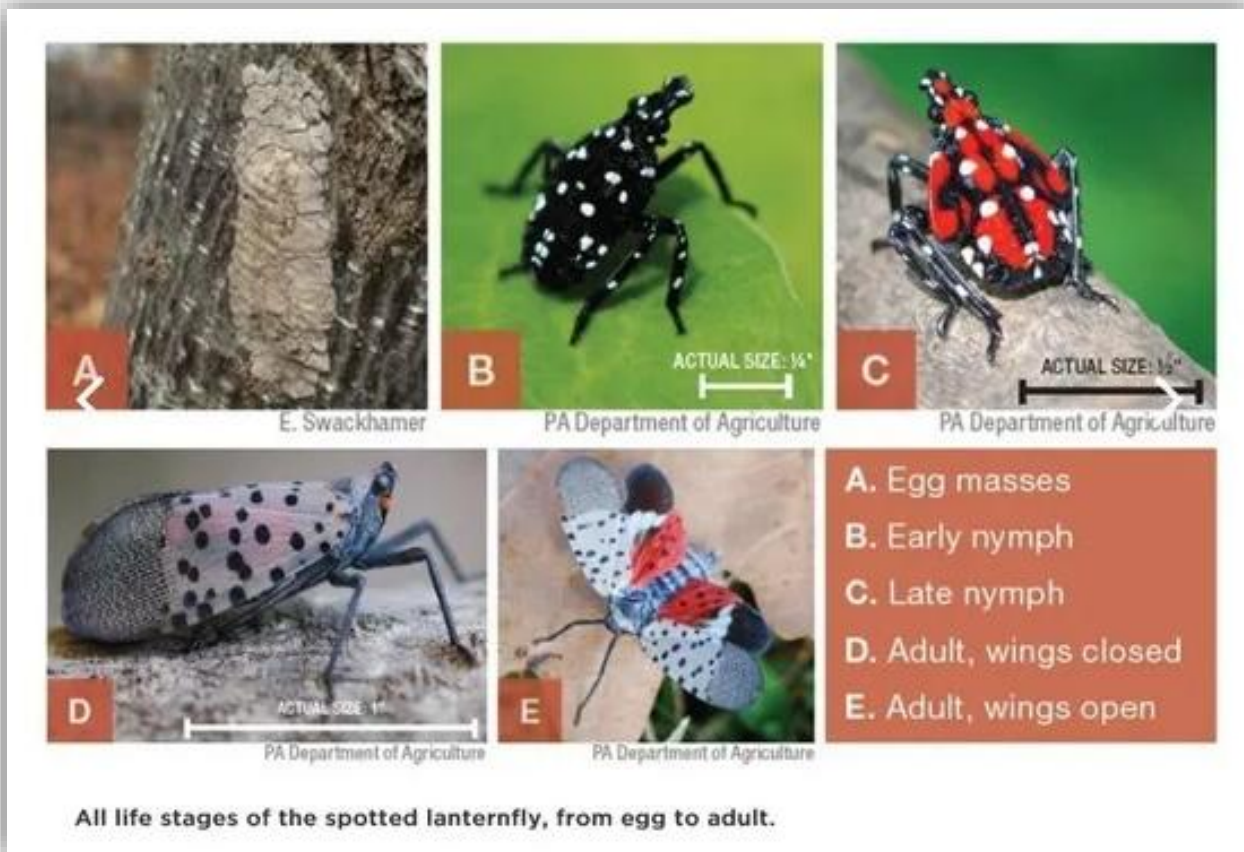 A
E. Swackhamer
B
ACTUAL SIZE: ¼"
PA Department of Agriculture
C
ACTUAL SIZE: ½"
PA Department of Agriculture
D
ACTUAL SIZE: 1"
PA Department of Agriculture
E
PA Department of Agriculture
A. Egg masses
B. Early nymph
C. Late nymph
D. Adult, wings closed
E. Adult, wings open
All life stages of the spotted lanternfly, from egg to adult.